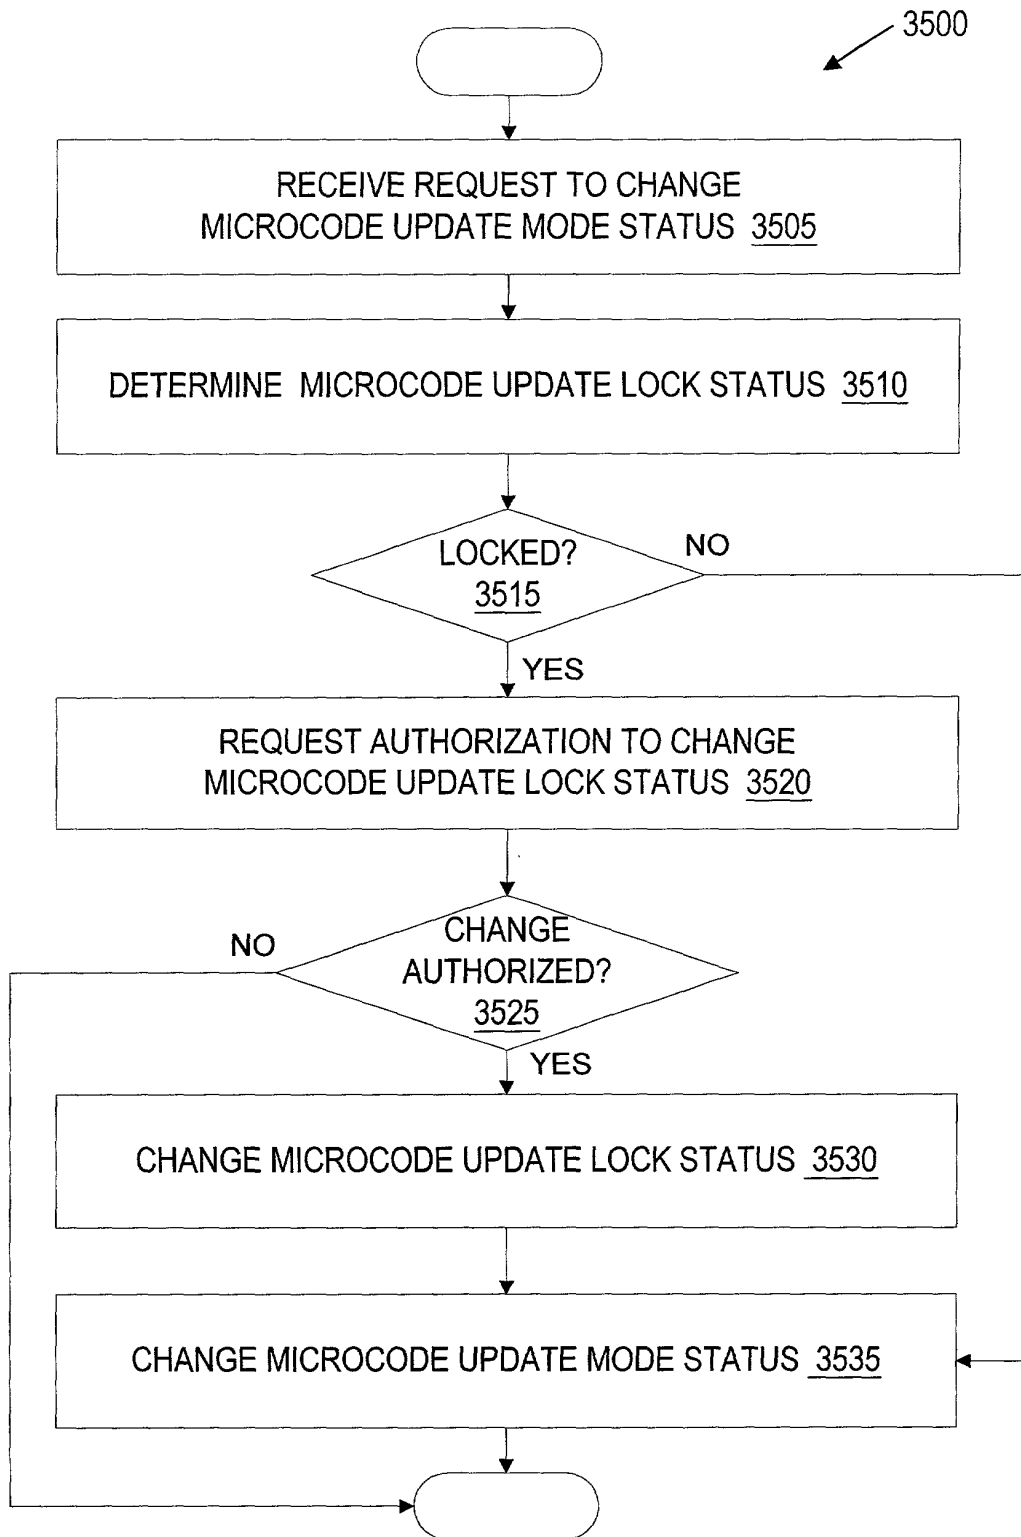 3500
RECEIVE REQUEST TO CHANGE
MICROCODE UPDATE MODE STATUS 3505
DETERMINE MICROCODE UPDATE LOCK STATUS 3510
LOCKED?
3515
NO
YES
REQUEST AUTHORIZATION TO CHANGE
MICROCODE UPDATE LOCK STATUS 3520
NO
CHANGE
AUTHORIZED?
3525
YES
CHANGE MICROCODE UPDATE LOCK STATUS 3530
CHANGE MICROCODE UPDATE MODE STATUS 3535